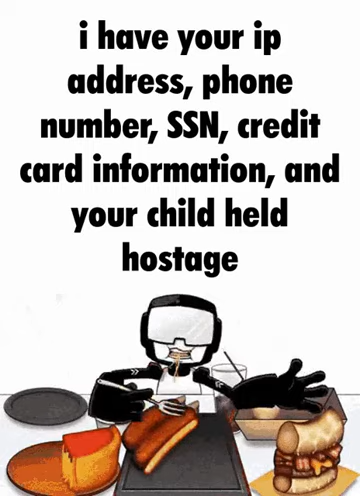 i have your ip
address, phone
number, SSN, credit
card information, and
your child held
hostage